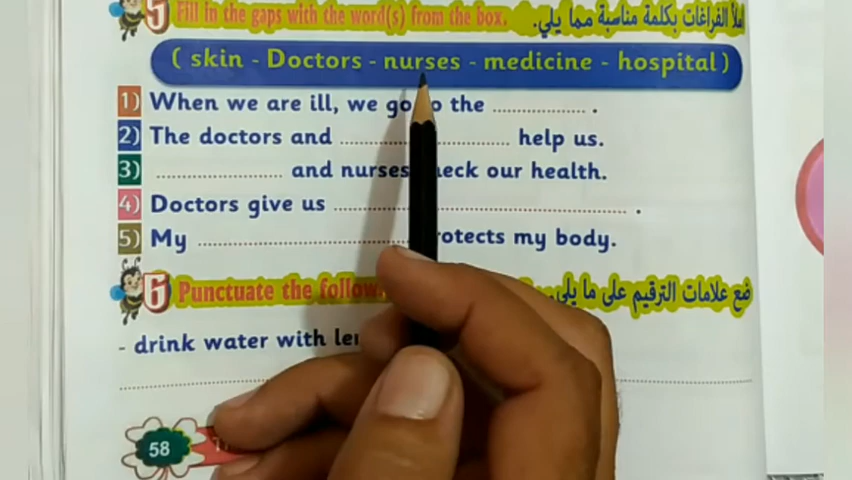 5 Fill in the gaps with the word(s) from the box. املأ الفراغات بكلمة مناسبة مما يلي.
( skin - Doctors - nurses - medicine - hospital )
1) When we are ill, we go to the .................... .
2) The doctors and .................................... help us.
3) ........................... and nurses check our health.
4) Doctors give us .............................................................. .
5) My ............................................. protects my body.
6 Punctuate the follow ضع علامات الترقيم على ما يلي.
- drink water with
58